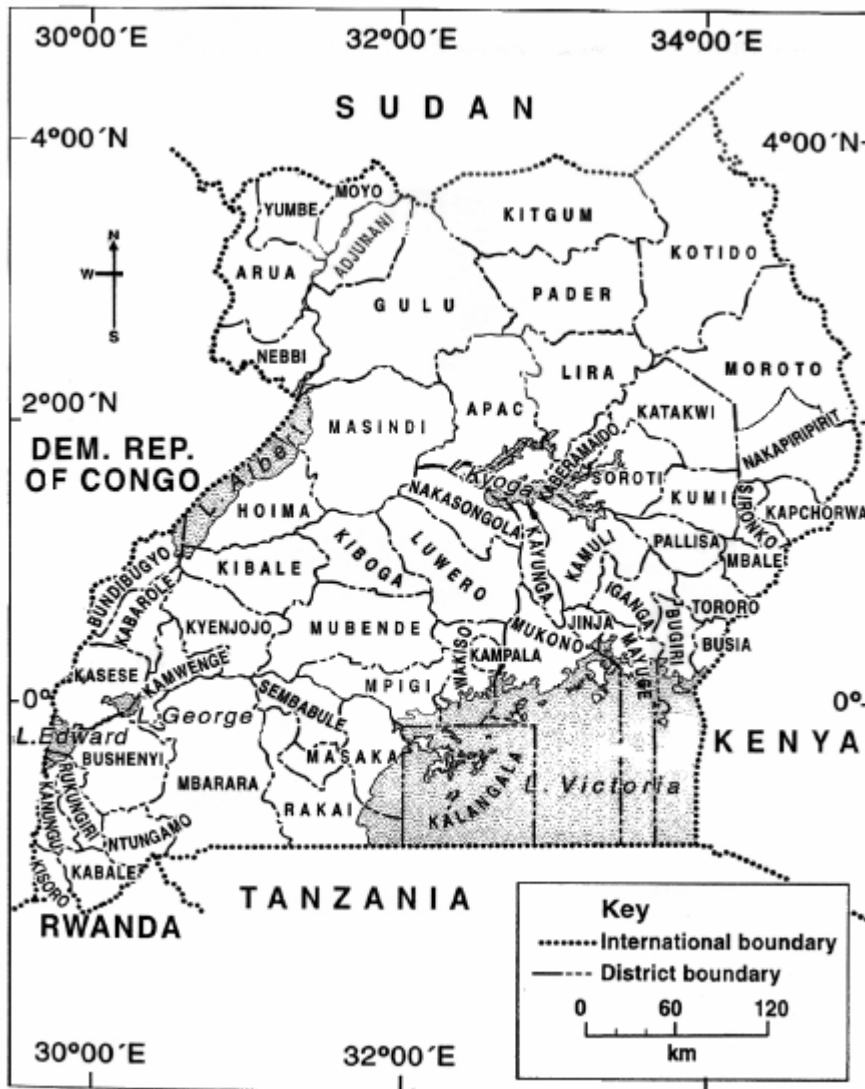 30°00´E 32°00´E 34°00´E
SUDAN
4°00´N 4°00´N
MOYO
YUMBE
KITGUM
ADJUMANI
N
KOTIDO
W
ARUA
PADER
GULU
S
NEBBI
LIRA
MOROTO
2°00´N
APAC
KATAKWI
MASINDI
DEM. REP.
OF CONGO
NAKAPIRIPIRIT
KABERAMAIDO
L. Albert
L. Kyoga
SOROTI
KUMI
NAKASONGOLA
HOIMA
SIRONKO
KAPCHORWA
KAYUNGA
KAMULI
PALLISA
MBALE
KIBOGA
LUWERO
BUNDIBUGYO
KIBALE
KABAROLE
IGANGA
TORORO
KYENJOJO
MUBENDE
MUKONO
JINJA
BUGIRI
BUSIA
MAYUGE
WAKISO
KAMPALA
KASESE
KAMWENGE
MPIGI
0° 0°
SEMBABULE
L. George
L. Edward
KENYA
BUSHENYI
MASAKA
MBARARA
L. Victoria
KALANGALA
RAKAI
RUKUNGIRI
KANUNGU
NTUNGAMO
KABALE
KISORO
TANZANIA
RWANDA
Key
International boundary
District boundary
0 60 120
km
30°00´E 32°00´E